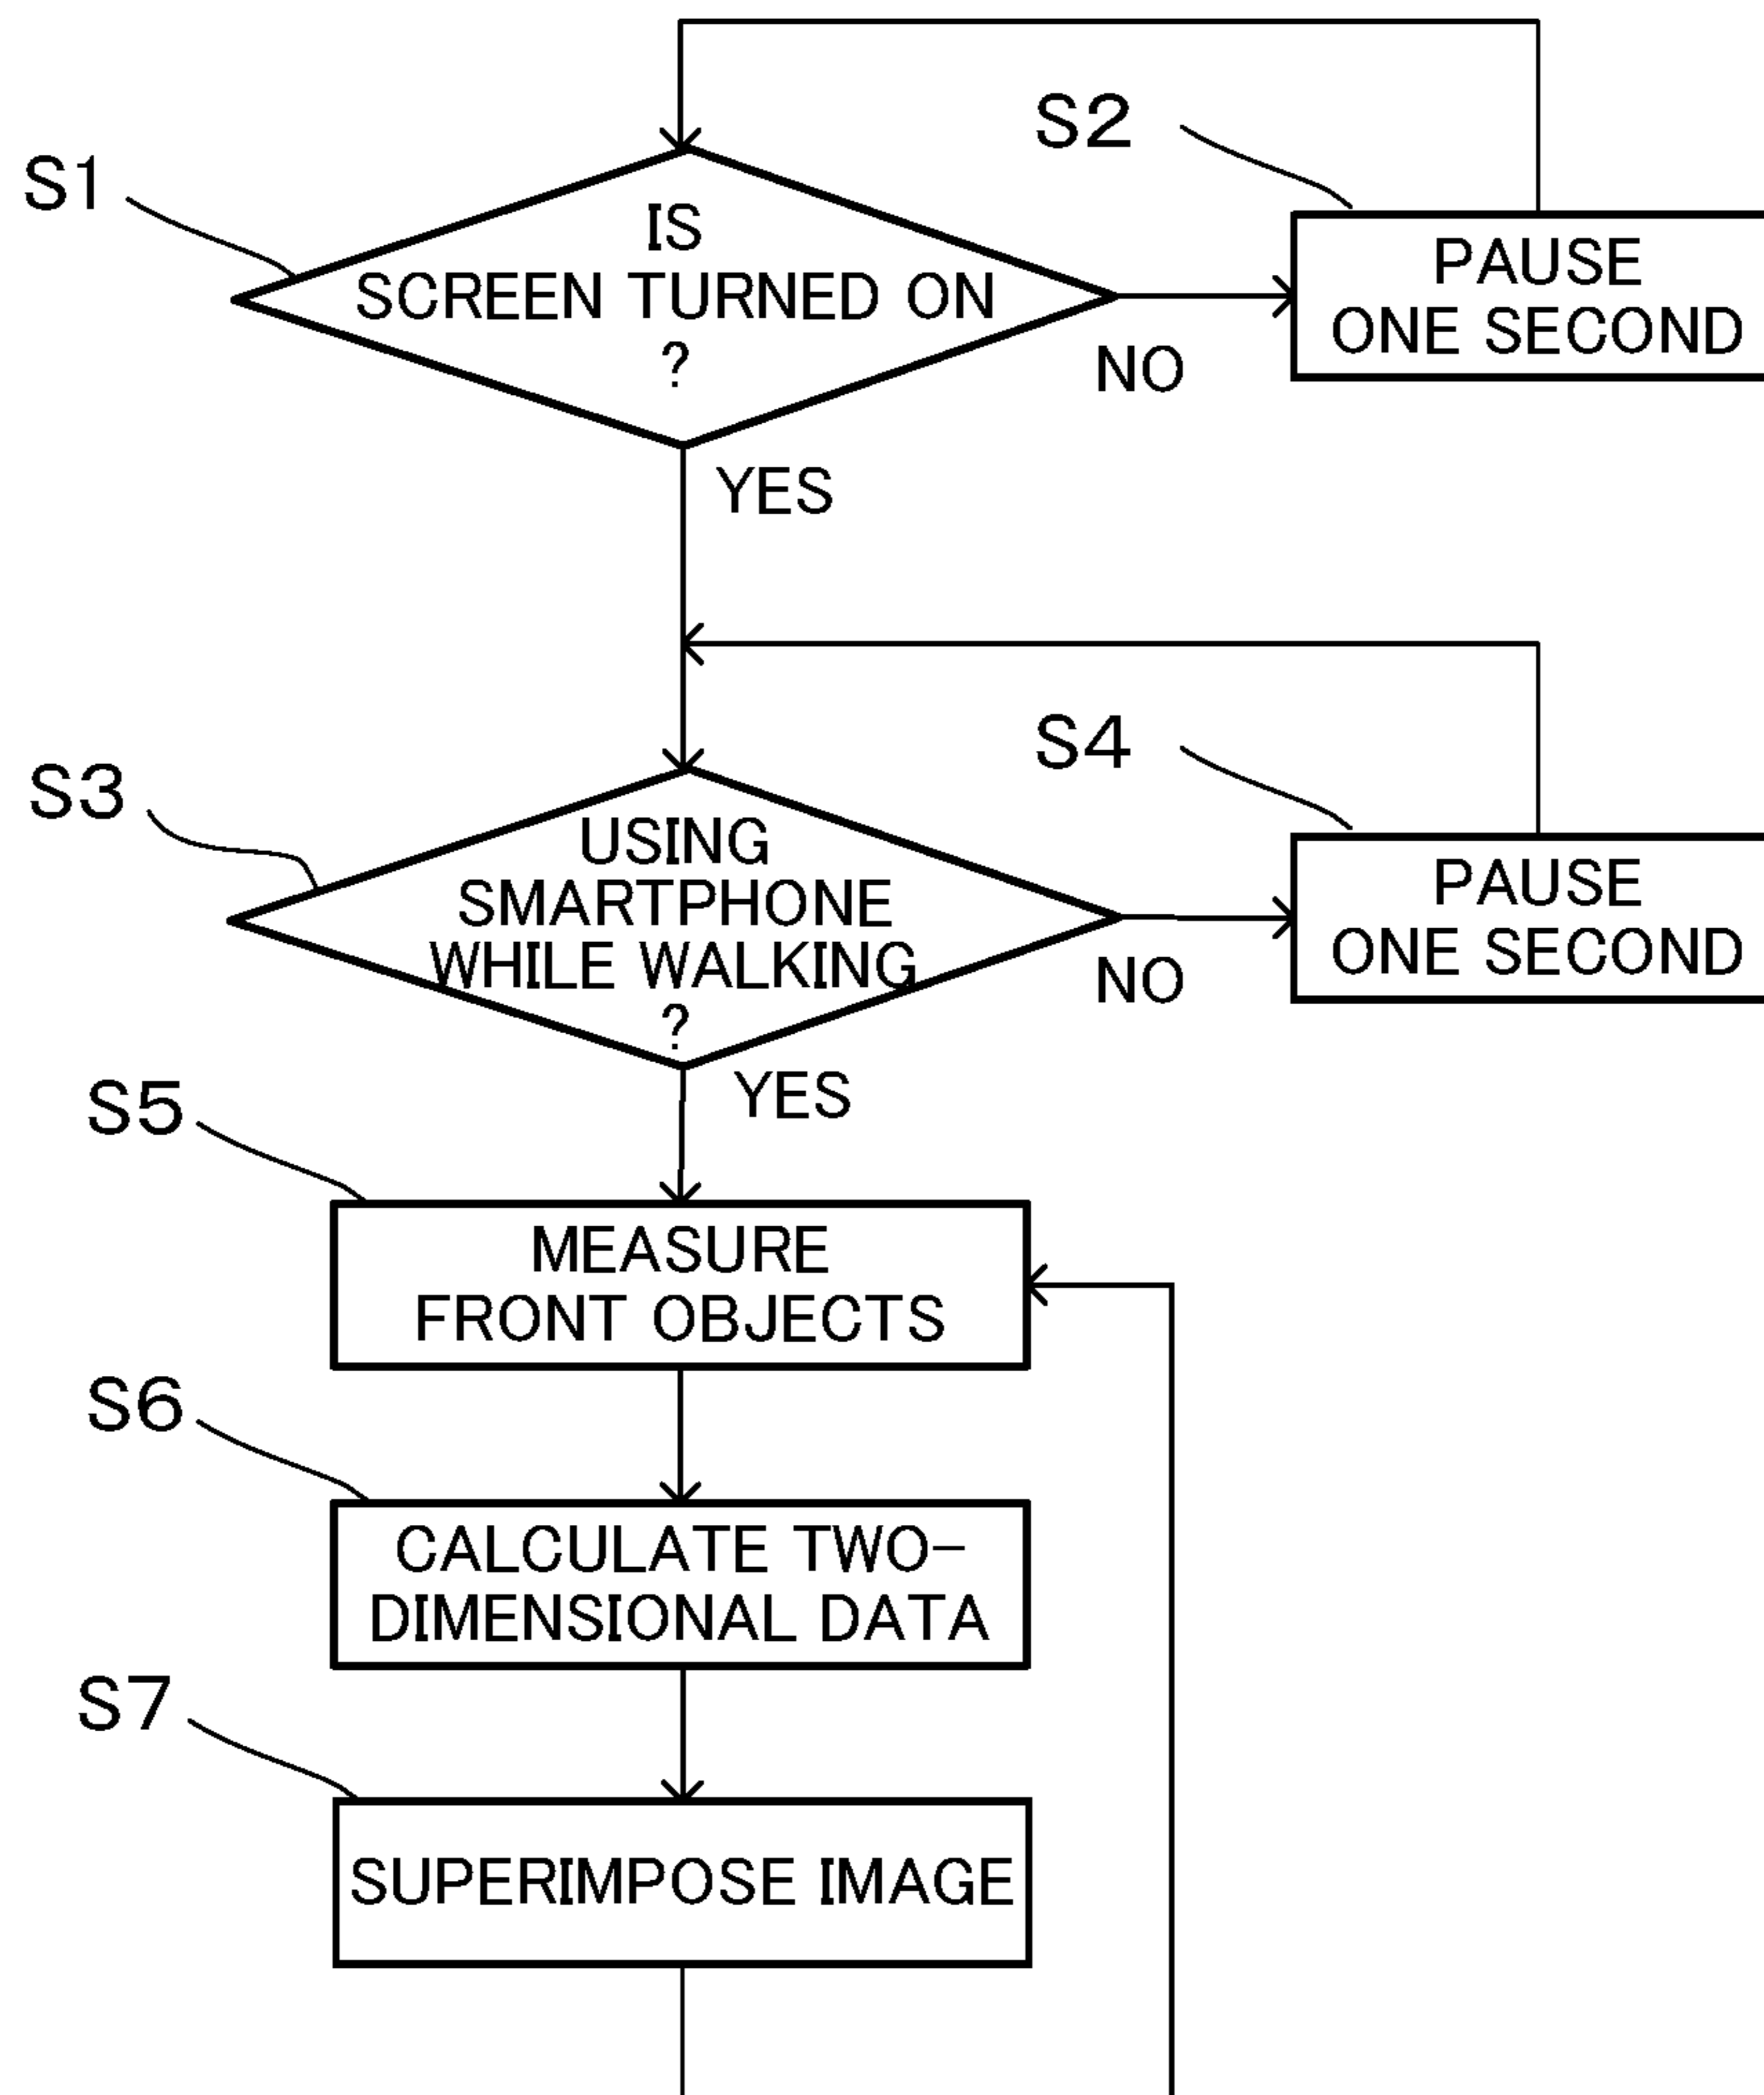 S2
S1
IS
SCREEN TURNED ON
?
PAUSE
ONE SECOND
NO
YES
S4
S3
USING
SMARTPHONE
WHILE WALKING
?
PAUSE
ONE SECOND
NO
YES
S5
MEASURE
FRONT OBJECTS
S6
CALCULATE TWO-
DIMENSIONAL DATA
S7
SUPERIMPOSE IMAGE